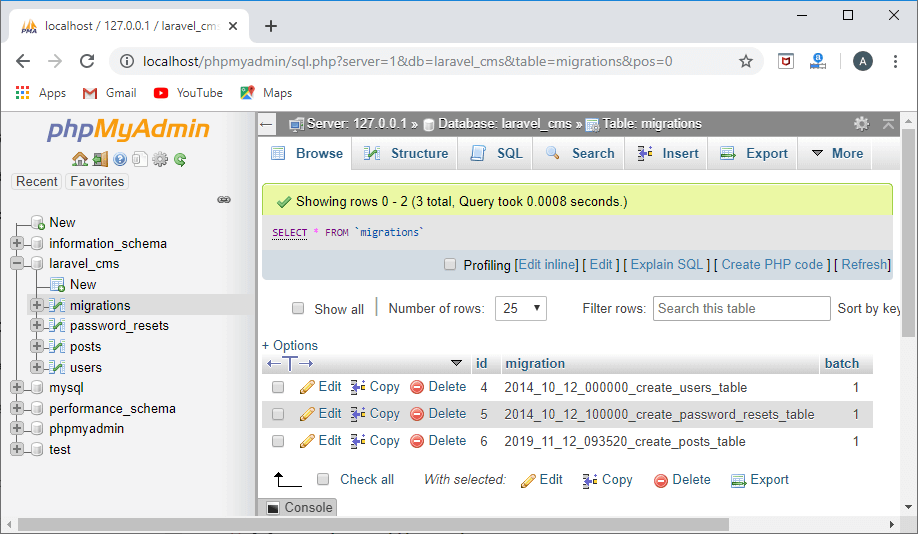 localhost / 127.0.0.1 / laravel_cms
localhost/phpmyadmin/sql.php?server=1&db=laravel_cms&table=migrations&pos=0
A
Apps Gmail YouTube Maps
phpMyAdmin
Recent Favorites
New
information_schema
laravel_cms
New
migrations
password_resets
posts
users
mysql
performance_schema
phpmyadmin
test
Server: 127.0.0.1 » Database: laravel_cms » Table: migrations
Browse Structure SQL Search Insert Export More
Showing rows 0 - 2 (3 total, Query took 0.0008 seconds.)
SELECT * FROM `migrations`
Profiling [Edit inline] [ Edit ] [ Explain SQL ] [ Create PHP code ] [ Refresh]
Show all Number of rows: 25 Filter rows: Search this table Sort by key
+ Options
id migration batch
Edit Copy Delete 4 2014_10_12_000000_create_users_table 1
Edit Copy Delete 5 2014_10_12_100000_create_password_resets_table 1
Edit Copy Delete 6 2019_11_12_093520_create_posts_table 1
Check all With selected: Edit Copy Delete Export
Console